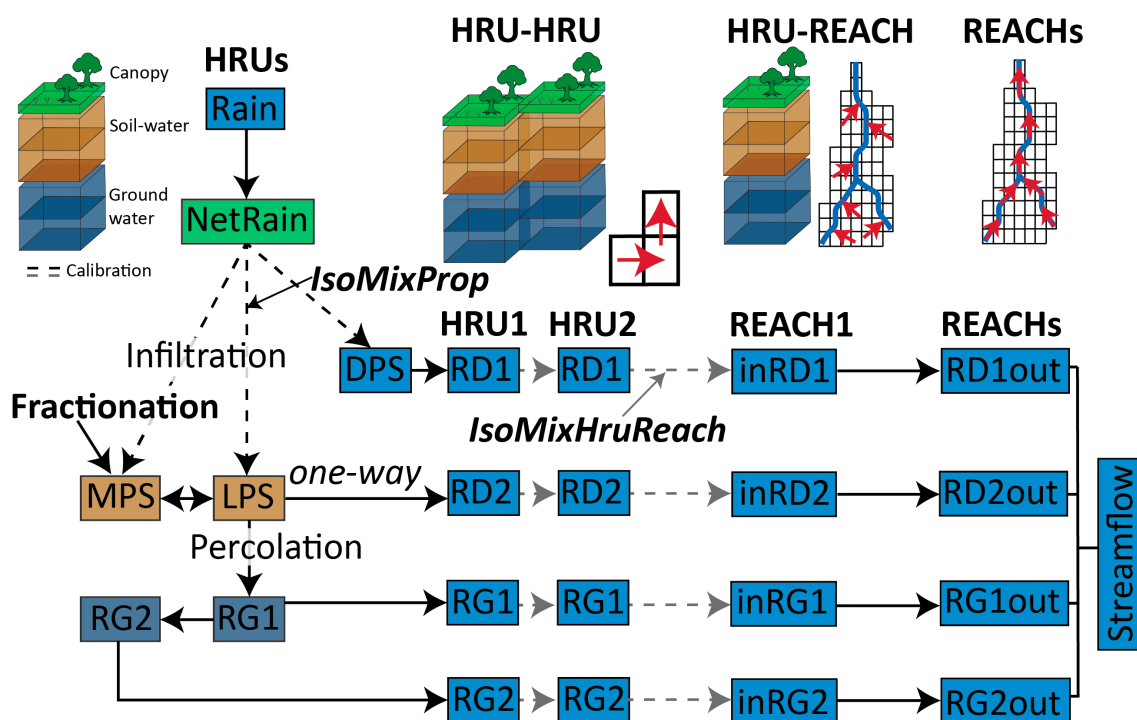 HRUs
HRU-HRU
HRU-REACH
REACHs
Canopy
Soil-water
Ground
water
Calibration
Rain
NetRain
IsoMixProp
Infiltration
Fractionation
HRU1
HRU2
REACH1
REACHs
DPS
RD1
RD1
inRD1
RD1out
IsoMixHruReach
MPS
LPS
one-way
RD2
RD2
inRD2
RD2out
Percolation
RG2
RG1
RG1
RG1
inRG1
RG1out
RG2
RG2
inRG2
RG2out
Streamflow